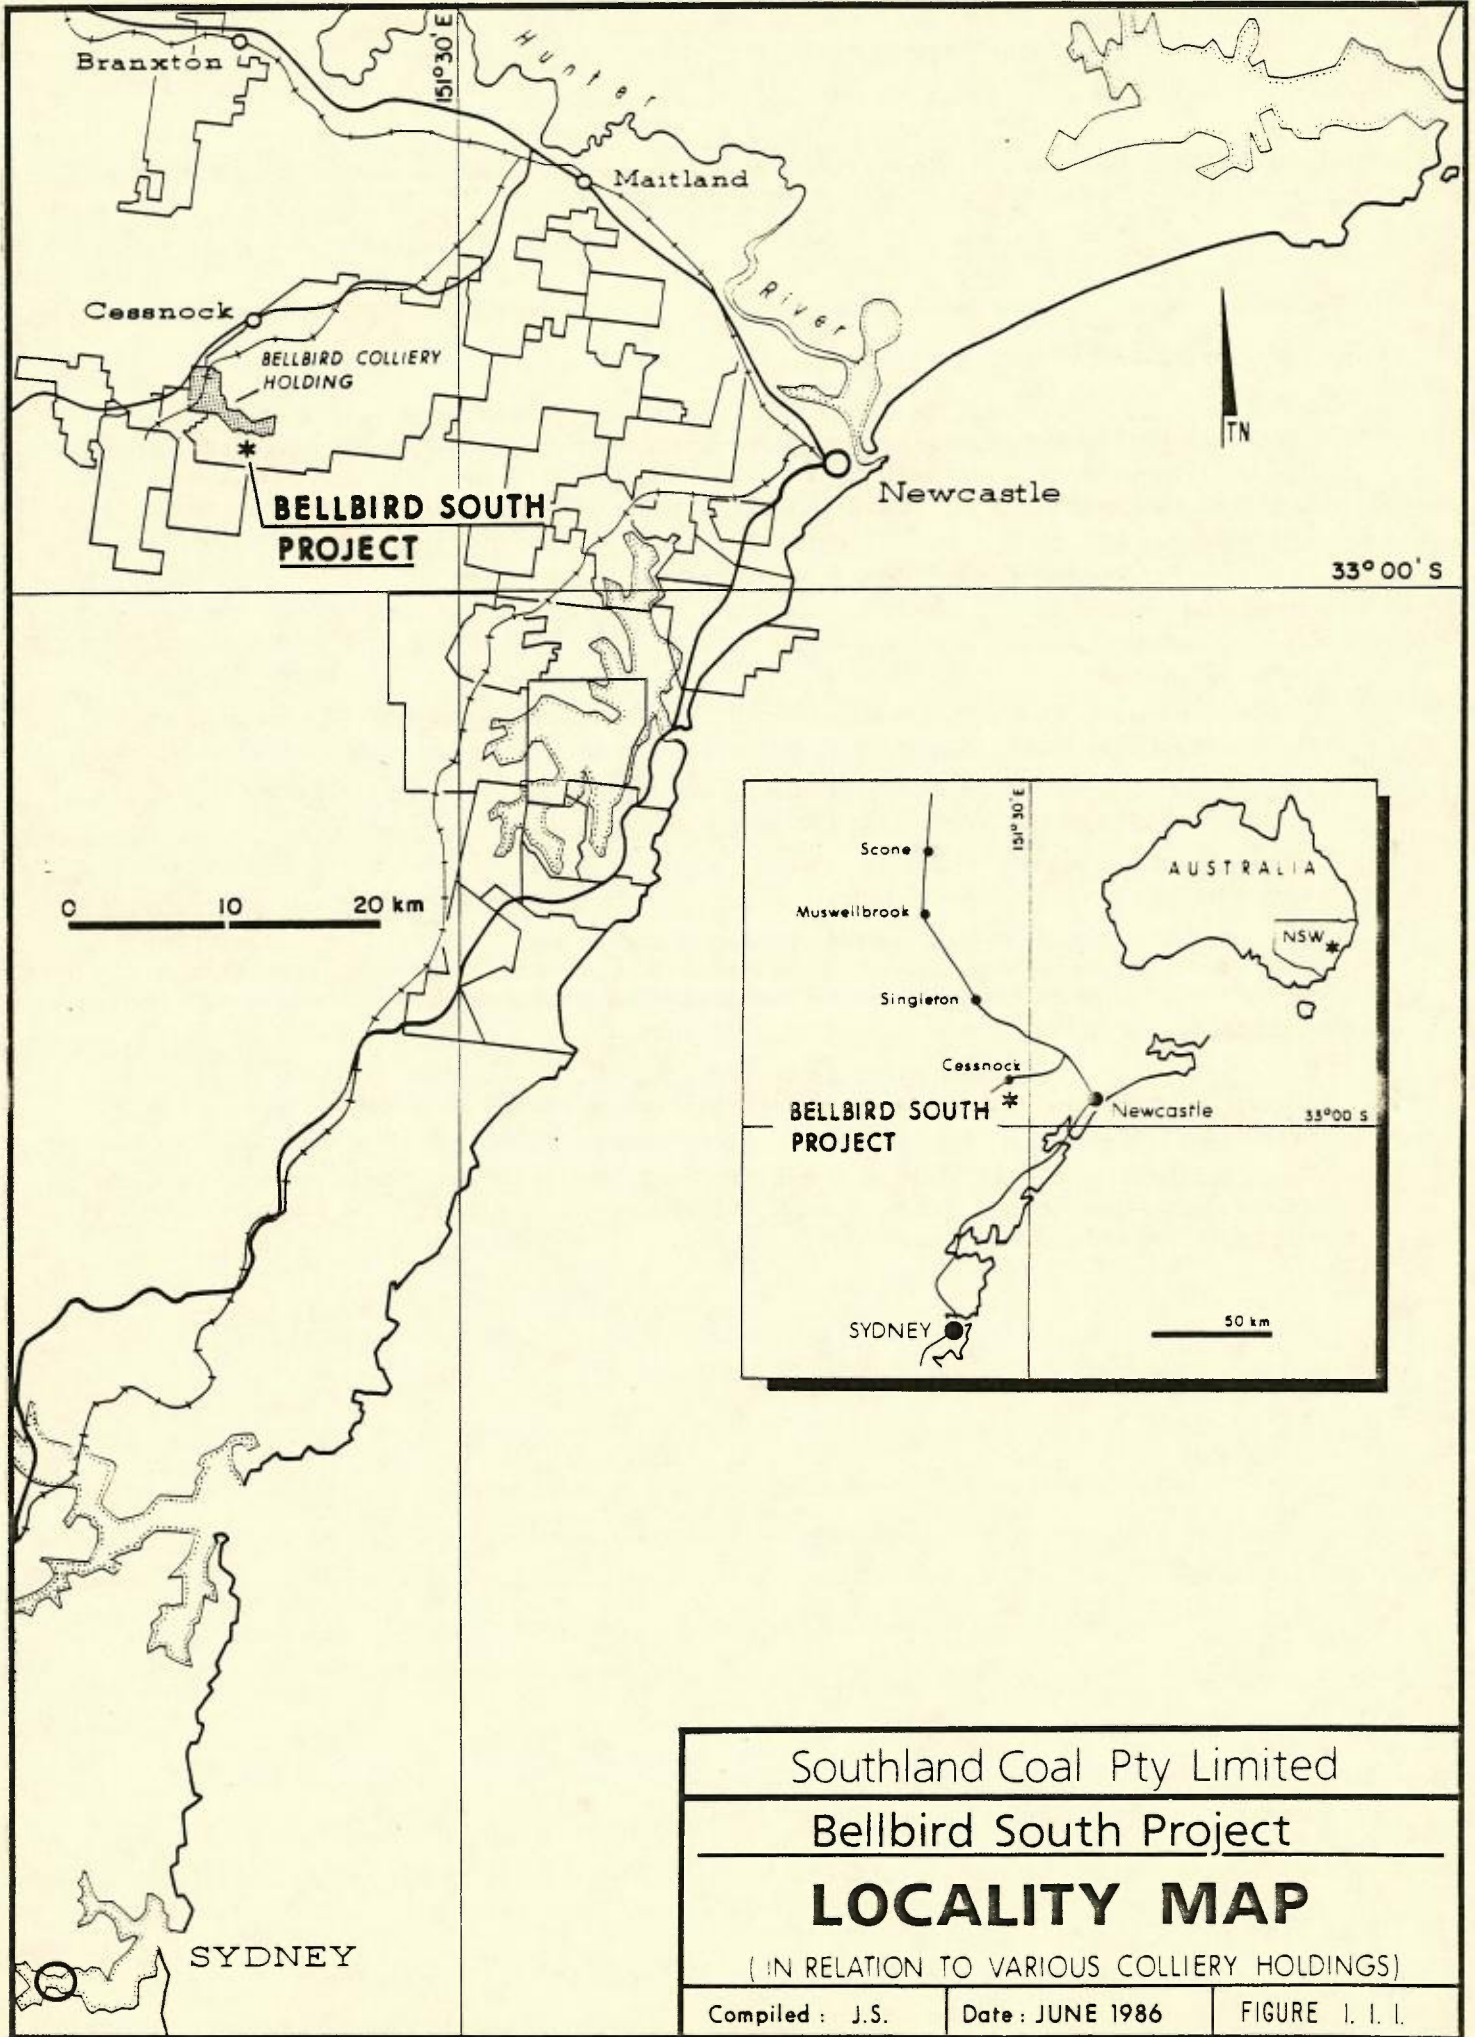 Branxton
151°30'E
Hunter
Maitland
River
Cessnock
BELLBIRD COLLIERY
HOLDING
TN
*
BELLBIRD SOUTH
PROJECT
Newcastle
33°00'S
0 10 20 km
151°30'E
Scone
Muswellbrook
AUSTRALIA
NSW *
Singleton
Cessnock
BELLBIRD SOUTH *
PROJECT
Newcastle
33°00 S
SYDNEY
50 km
SYDNEY
Southland Coal Pty Limited
Bellbird South Project
LOCALITY MAP
(IN RELATION TO VARIOUS COLLIERY HOLDINGS)
Compiled : J.S.
Date : JUNE 1986
FIGURE 1.1.1.